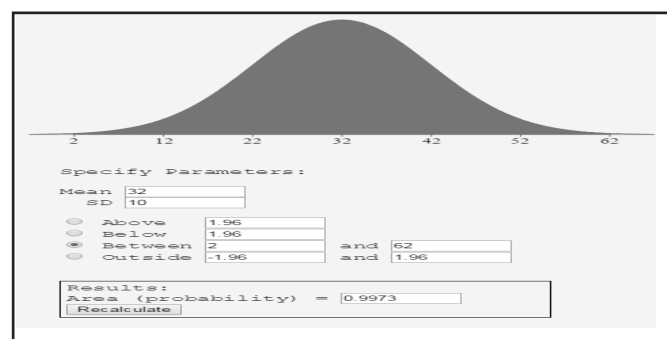 2 12 22 32 42 52 62
Specify Parameters:
Mean 32
SD 10
Above 1.96
Below 1.96
Between 2 and 62
Outside -1.96 and 1.96
Results:
Area (probability) = 0.9973
Recalculate